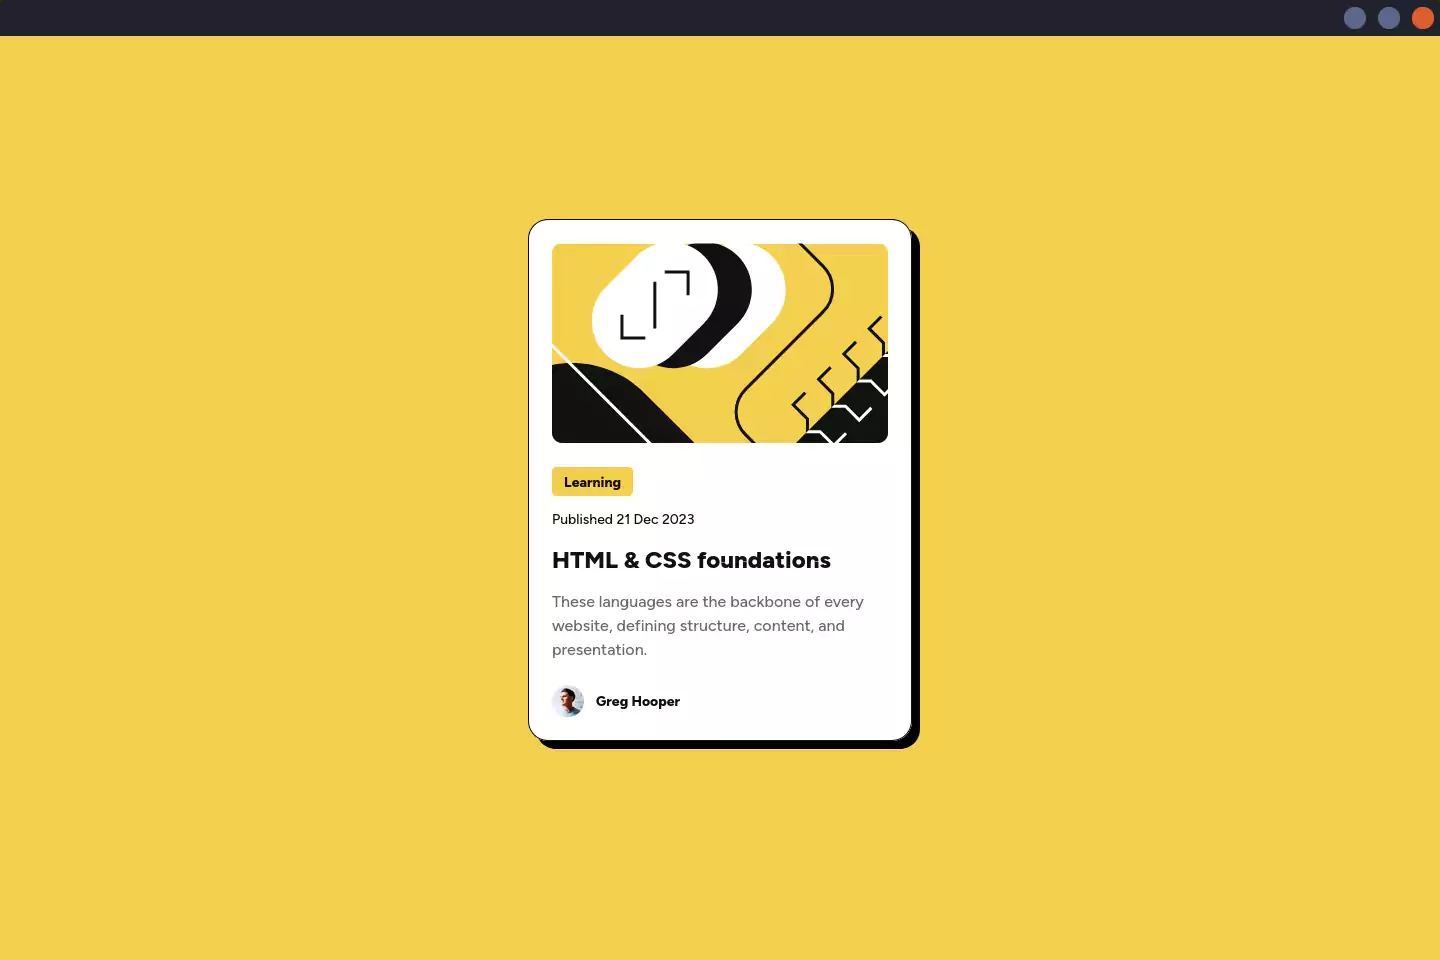 Learning
Published 21 Dec 2023
HTML & CSS foundations
These languages are the backbone of every
website, defining structure, content, and
presentation.
Greg Hooper